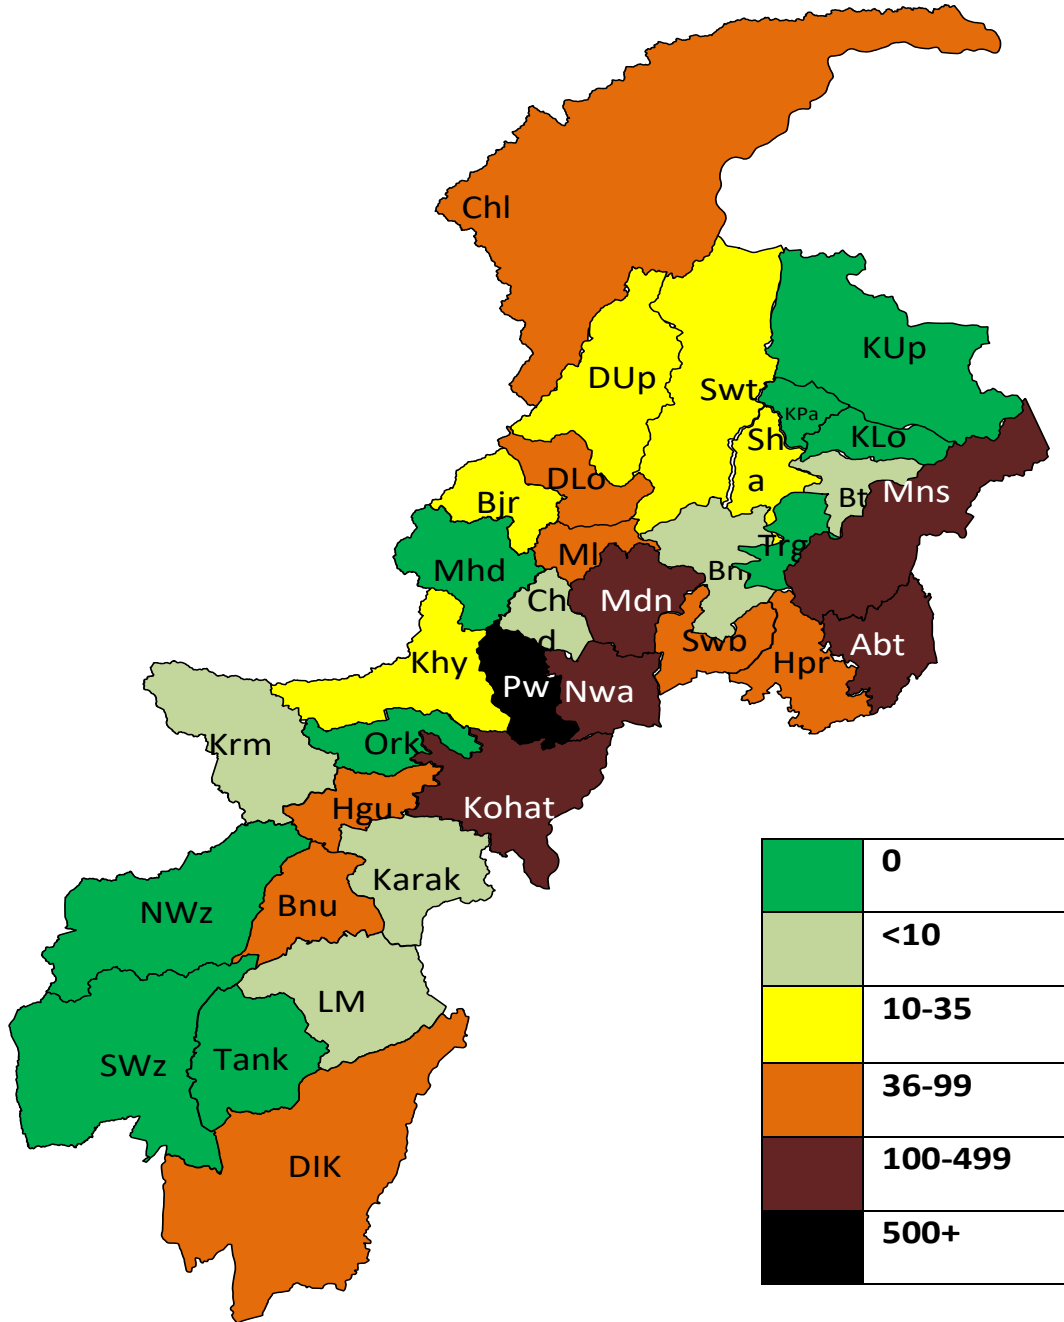 Chl
KUp
DUp
Swt
KPa
KLo
Sh
a
DLo
Bjr
Bt
Mns
Trg
Ml
Mhd
Bn
Ch
d
Mdn
Swb
Hpr
Abt
Khy
Pw
Nwa
Krm
Ork
Hgu
Kohat
Karak
Bnu
NWz
LM
SWz
Tank
DIK
0
<10
10-35
36-99
100-499
500+